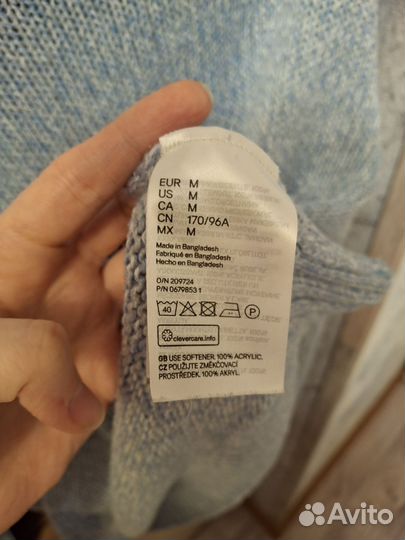 EUR M
US M
CA M
CN 170/96A
MX M
Made in Bangladesh
Fabriqué en Bangladesh
Hecho en Bangladesh
O/N 209724
P/N 0679853 1
40 P
clevercare.info
GB USE SOFTENER. 100% ACRYLIC.
CZ POUŽIJTE ZMĚKČOVACÍ
PROSTŘEDEK. 100% AKRYL.
Avito